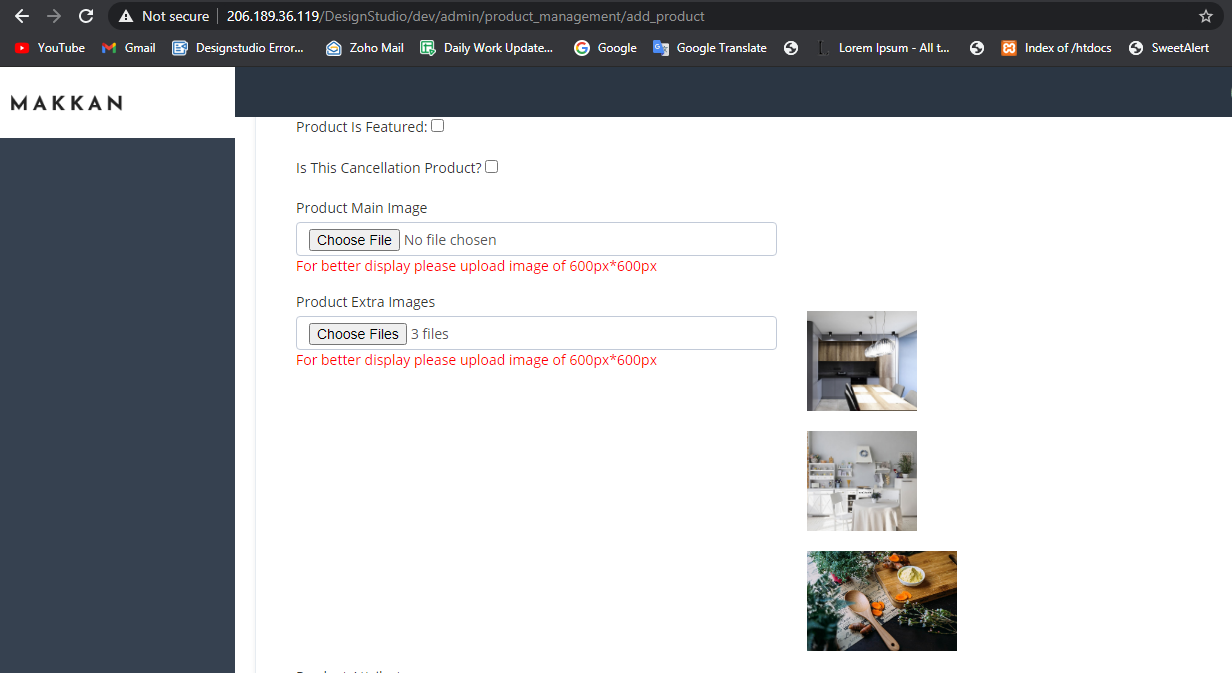 Not secure 206.189.36.119/DesignStudio/dev/admin/product_management/add_product
YouTube Gmail Designstudio Error... Zoho Mail Daily Work Update... Google Google Translate Lorem Ipsum - All t... Index of /htdocs SweetAlert
MAKKAN
Product Is Featured:
Is This Cancellation Product?
Product Main Image
Choose File No file chosen
For better display please upload image of 600px*600px
Product Extra Images
Choose Files 3 files
For better display please upload image of 600px*600px